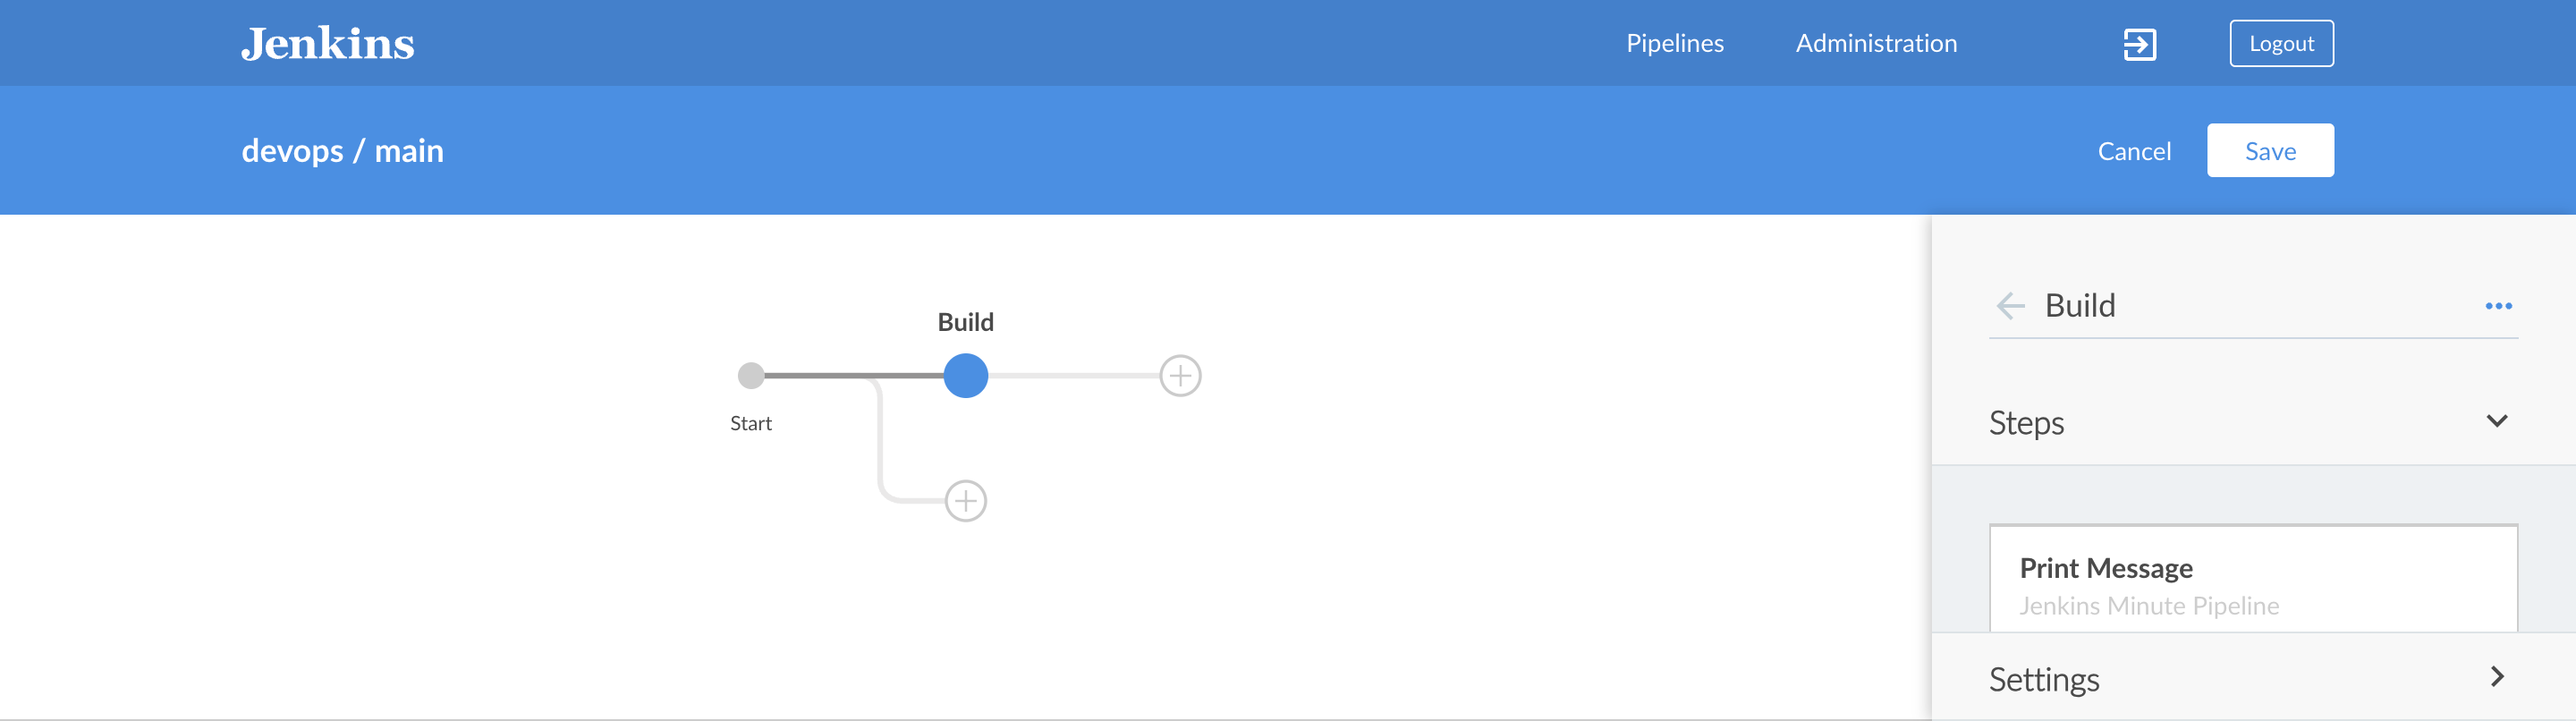 Jenkins
Pipelines
Administration
Logout
devops / main
Cancel
Save
Build
Start
Build
Steps
Print Message
Jenkins Minute Pipeline
Settings